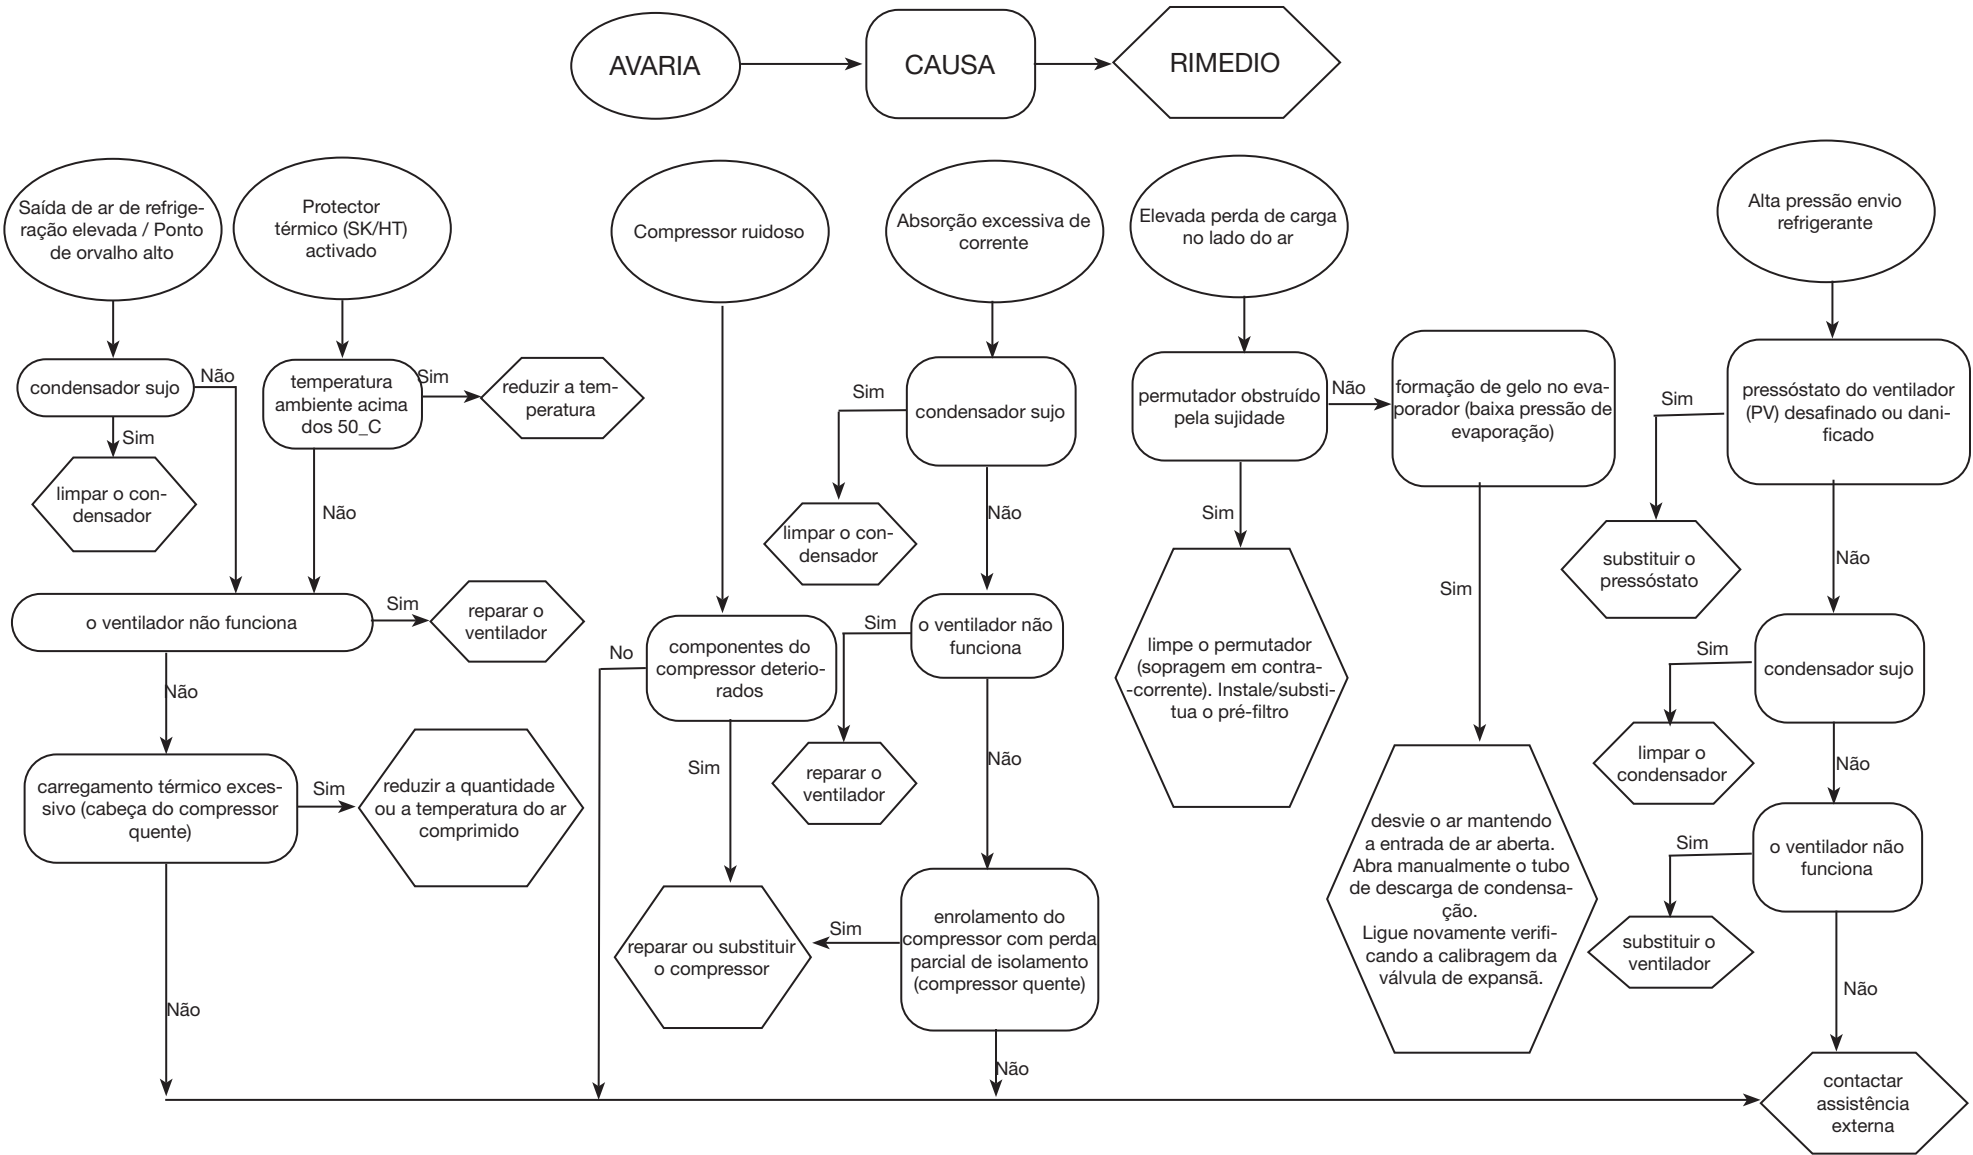 AVARIA
CAUSA
RIMEDIO
Saída de ar de refrige-
ração elevada / Ponto
de orvalho alto
Protector
térmico (SK/HT)
activado
Compressor ruidoso
Absorção excessiva de
corrente
Elevada perda de carga
no lado do ar
Alta pressão envio
refrigerante
condensador sujo
Não
Sim
limpar o con-
densador
temperatura
ambiente acima
dos 50_C
Sim
reduzir a tem-
peratura
Não
o ventilador não funciona
Sim
reparar o
ventilador
Não
carregamento térmico exces-
sivo (cabeça do compressor
quente)
Sim
reduzir a quantidade
ou a temperatura do ar
comprimido
Não
componentes do
compressor deterio-
rados
No
Sim
reparar ou substituir
o compressor
condensador sujo
Sim
limpar o con-
densador
Não
o ventilador não
funciona
Sim
reparar o
ventilador
Não
enrolamento do
compressor com perda
parcial de isolamento
(compressor quente)
Sim
Não
permutador obstruído
pela sujidade
Não
Sim
limpe o permutador
(sopragem em contra-
-corrente). Instale/substi-
tua o pré-filtro
formação de gelo no eva-
porador (baixa pressão de
evaporação)
Sim
desvie o ar mantendo
a entrada de ar aberta.
Abra manualmente o tubo
de descarga de condensa-
ção.
Ligue novamente verifi-
cando a calibragem da
válvula de expansã.
pressóstato do ventilador
(PV) desafinado ou dani-
ficado
Sim
substituir o
pressóstato
Não
condensador sujo
Sim
limpar o
condensador
Não
o ventilador não
funciona
Sim
substituir o
ventilador
Não
contactar
assistência
externa